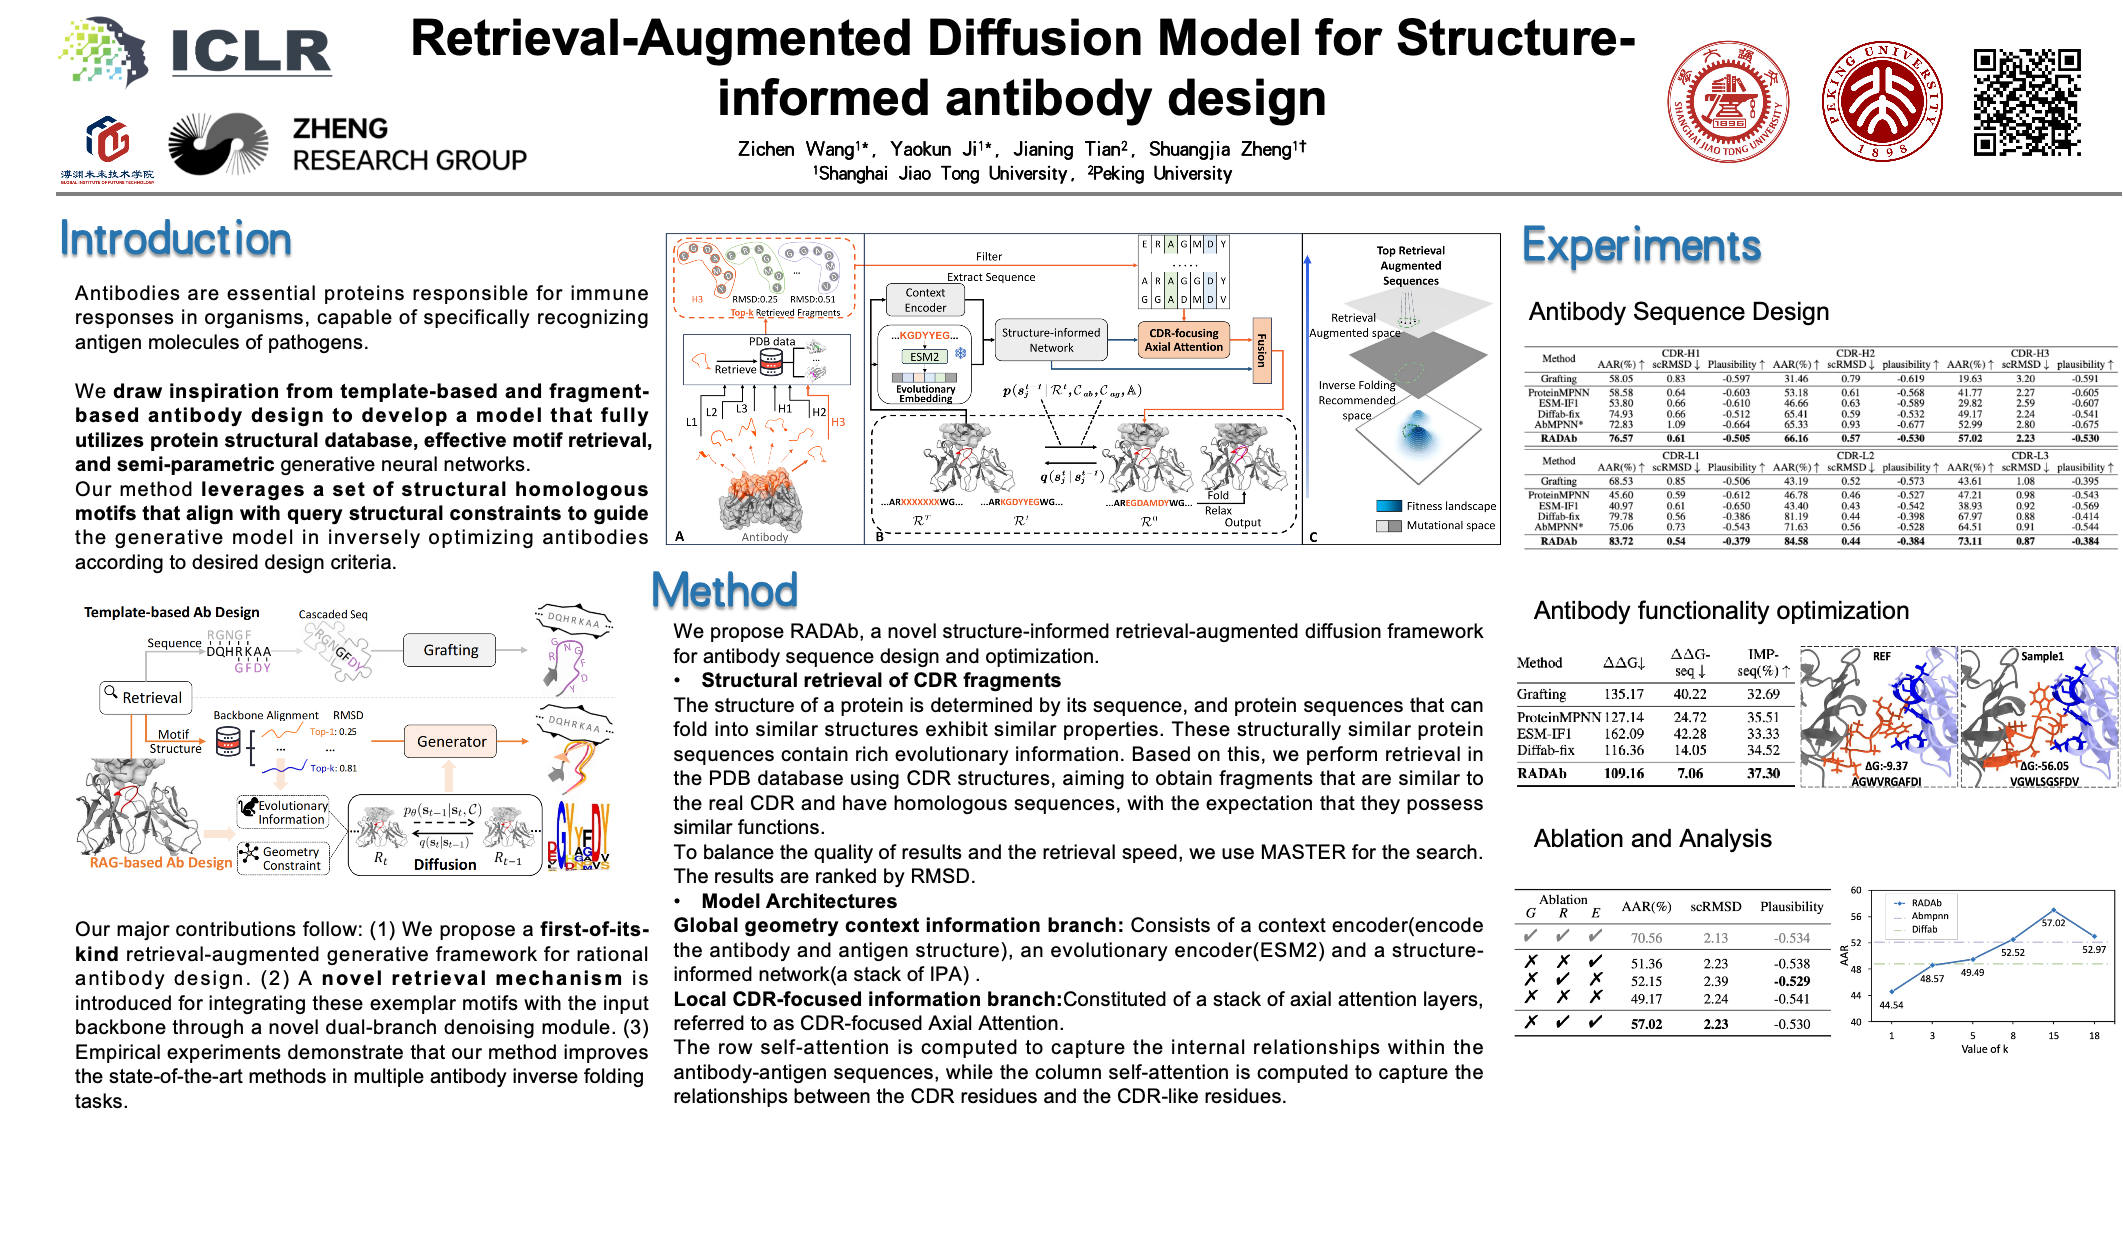 ICLR
Retrieval-Augmented Diffusion Model for Structure-
informed antibody design
溥渊未来技术学院
GLOBAL INSTITUTE OF FUTURE TECHNOLOGY
ZHENG
RESEARCH GROUP
Zichen Wang¹*, Yaokun Ji¹*, Jianing Tian², Shuangjia Zheng¹†
¹Shanghai Jiao Tong University, ²Peking University
SHANGHAI JIAO TONG UNIVERSITY
1896
PEKING UNIVERSITY
1898
Introduction
Antibodies are essential proteins responsible for immune
responses in organisms, capable of specifically recognizing
antigen molecules of pathogens.
We draw inspiration from template-based and fragment-
based antibody design to develop a model that fully
utilizes protein structural database, effective motif retrieval,
and semi-parametric generative neural networks.
Our method leverages a set of structural homologous
motifs that align with query structural constraints to guide
the generative model in inversely optimizing antibodies
according to desired design criteria.
Template-based Ab Design
Cascaded Seq
Sequence
RGNGF
DQHRKAA
GFDY
RGNGFDY
Grafting
DQHRKAA
Retrieval
Motif
Structure
Backbone Alignment RMSD
Top-1: 0.25
... ...
Top-k: 0.81
Generator
DQHRKAA
Evolutionary
Information
Geometry
Constraint
RAG-based Ab Design
pθ(st−1|st, C)
q(st|st−1)
Rt
Diffusion
Rt−1
Our major contributions follow: (1) We propose a first-of-its-
kind retrieval-augmented generative framework for rational
antibody design. (2) A novel retrieval mechanism is
introduced for integrating these exemplar motifs with the input
backbone through a novel dual-branch denoising module. (3)
Empirical experiments demonstrate that our method improves
the state-of-the-art methods in multiple antibody inverse folding
tasks.
H3
RMSD:0.25 RMSD:0.51
Top-k Retrieved Fragments
PDB data
Retrieve
L1 L2 L3 H1 H2 H3
Antibody
A
Filter
Extract Sequence
Context
Encoder
...KGDYYEG...
ESM2
Evolutionary
Embedding
Structure-informed
Network
E R A G M D Y
.....
A R A G G D Y
G G A D M D V
CDR-focusing
Axial Attention
Fusion
p(sjt−1 | Rt, Cab, Cag, A)
q(sjt | sjt−1)
...ARXXXXXXXWG...
...ARKGDYYEGWG...
...AREGDAMDYWG...
RT
Rt
R0
Fold
Relax
Output
B
Top Retrieval
Augmented
Sequences
Retrieval
Augmented space
Inverse Folding
Recommended
space
Fitness landscape
Mutational space
C
Method
We propose RADAb, a novel structure-informed retrieval-augmented diffusion framework
for antibody sequence design and optimization.
• Structural retrieval of CDR fragments
The structure of a protein is determined by its sequence, and protein sequences that can
fold into similar structures exhibit similar properties. These structurally similar protein
sequences contain rich evolutionary information. Based on this, we perform retrieval in
the PDB database using CDR structures, aiming to obtain fragments that are similar to
the real CDR and have homologous sequences, with the expectation that they possess
similar functions.
To balance the quality of results and the retrieval speed, we use MASTER for the search.
The results are ranked by RMSD.
• Model Architectures
Global geometry context information branch: Consists of a context encoder(encode
the antibody and antigen structure), an evolutionary encoder(ESM2) and a structure-
informed network(a stack of IPA) .
Local CDR-focused information branch:Constituted of a stack of axial attention layers,
referred to as CDR-focused Axial Attention.
The row self-attention is computed to capture the internal relationships within the
antibody-antigen sequences, while the column self-attention is computed to capture the
relationships between the CDR residues and the CDR-like residues.
Experiments
Antibody Sequence Design
Method CDR-H1 CDR-H2 CDR-H3
AAR(%) ↑ scRMSD ↓ Plausibility ↑ AAR(%) ↑ scRMSD ↓ plausibility ↑ AAR(%) ↑ scRMSD ↓ plausibility ↑
Grafting 58.05 0.83 -0.597 31.46 0.79 -0.619 19.63 3.20 -0.591
ProteinMPNN 58.58 0.64 -0.603 53.18 0.61 -0.568 41.77 2.27 -0.605
ESM-IF1 53.80 0.66 -0.610 46.66 0.63 -0.589 29.82 2.59 -0.607
Diffab-fix 74.93 0.66 -0.512 65.41 0.59 -0.532 49.17 2.24 -0.541
AbMPNN* 72.83 1.09 -0.664 65.33 0.93 -0.677 52.99 2.80 -0.675
RADAb 76.57 0.61 -0.505 66.16 0.57 -0.530 57.02 2.23 -0.530
Method CDR-L1 CDR-L2 CDR-L3
AAR(%) ↑ scRMSD ↓ Plausibility ↑ AAR(%) ↑ scRMSD ↓ plausibility ↑ AAR(%) ↑ scRMSD ↓ plausibility ↑
Grafting 68.53 0.85 -0.506 43.19 0.52 -0.573 43.61 1.08 -0.395
ProteinMPNN 45.60 0.59 -0.612 46.78 0.46 -0.527 47.21 0.98 -0.543
ESM-IF1 40.97 0.61 -0.650 43.40 0.43 -0.542 38.93 0.92 -0.569
Diffab-fix 79.78 0.56 -0.386 81.19 0.44 -0.398 67.97 0.88 -0.414
AbMPNN* 75.06 0.73 -0.543 71.63 0.56 -0.528 64.51 0.91 -0.544
RADAb 83.72 0.54 -0.379 84.58 0.44 -0.384 73.11 0.87 -0.384
Antibody functionality optimization
Method ΔΔG↓ ΔΔG-seq ↓ IMP-seq(%) ↑
Grafting 135.17 40.22 32.69
ProteinMPNN 127.14 24.72 35.51
ESM-IF1 162.09 42.28 33.33
Diffab-fix 116.36 14.05 34.52
RADAb 109.16 7.06 37.30
REF
ΔG:-9.37
AGWVRGAFDI
Sample1
ΔG:-56.05
VGWLSGSFDV
Ablation and Analysis
Ablation
G R E AAR(%) scRMSD Plausibility
✓ ✓ ✓ 70.56 2.13 -0.534
✗ ✗ ✓ 51.36 2.23 -0.538
✗ ✓ ✗ 52.15 2.39 -0.529
✗ ✗ ✗ 49.17 2.24 -0.541
✗ ✓ ✓ 57.02 2.23 -0.530
RADAb
Abmpnn
Diffab
AAR
60
56
52
48
44
40
44.54 48.57 49.49 52.52 57.02 52.97
1 3 5 8 15 18
Value of k